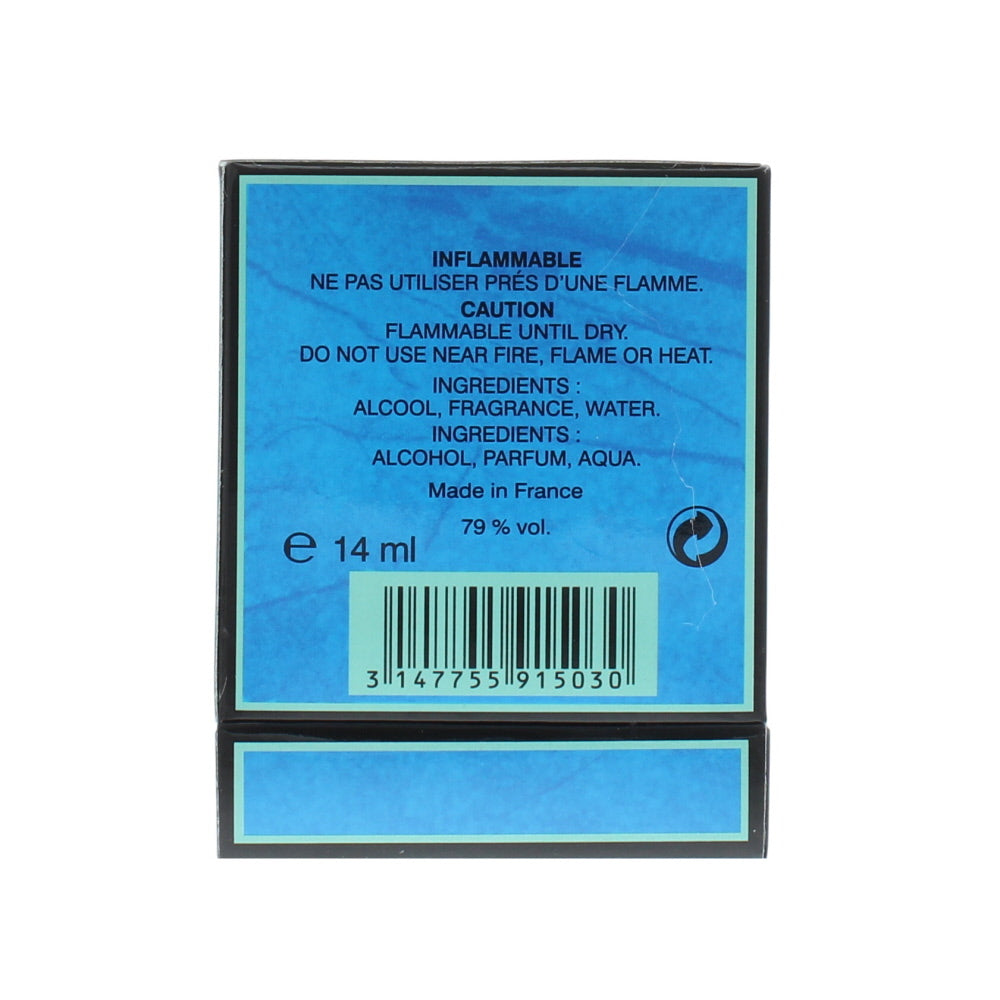 INFLAMMABLE
NE PAS UTILISER PRÉS D'UNE FLAMME.
CAUTION
FLAMMABLE UNTIL DRY.
DO NOT USE NEAR FIRE, FLAME OR HEAT.
INGREDIENTS :
ALCOOL, FRAGRANCE, WATER.
INGREDIENTS :
ALCOHOL, PARFUM, AQUA.
Made in France
79 % vol.
℮ 14 ml
3 147755 915030